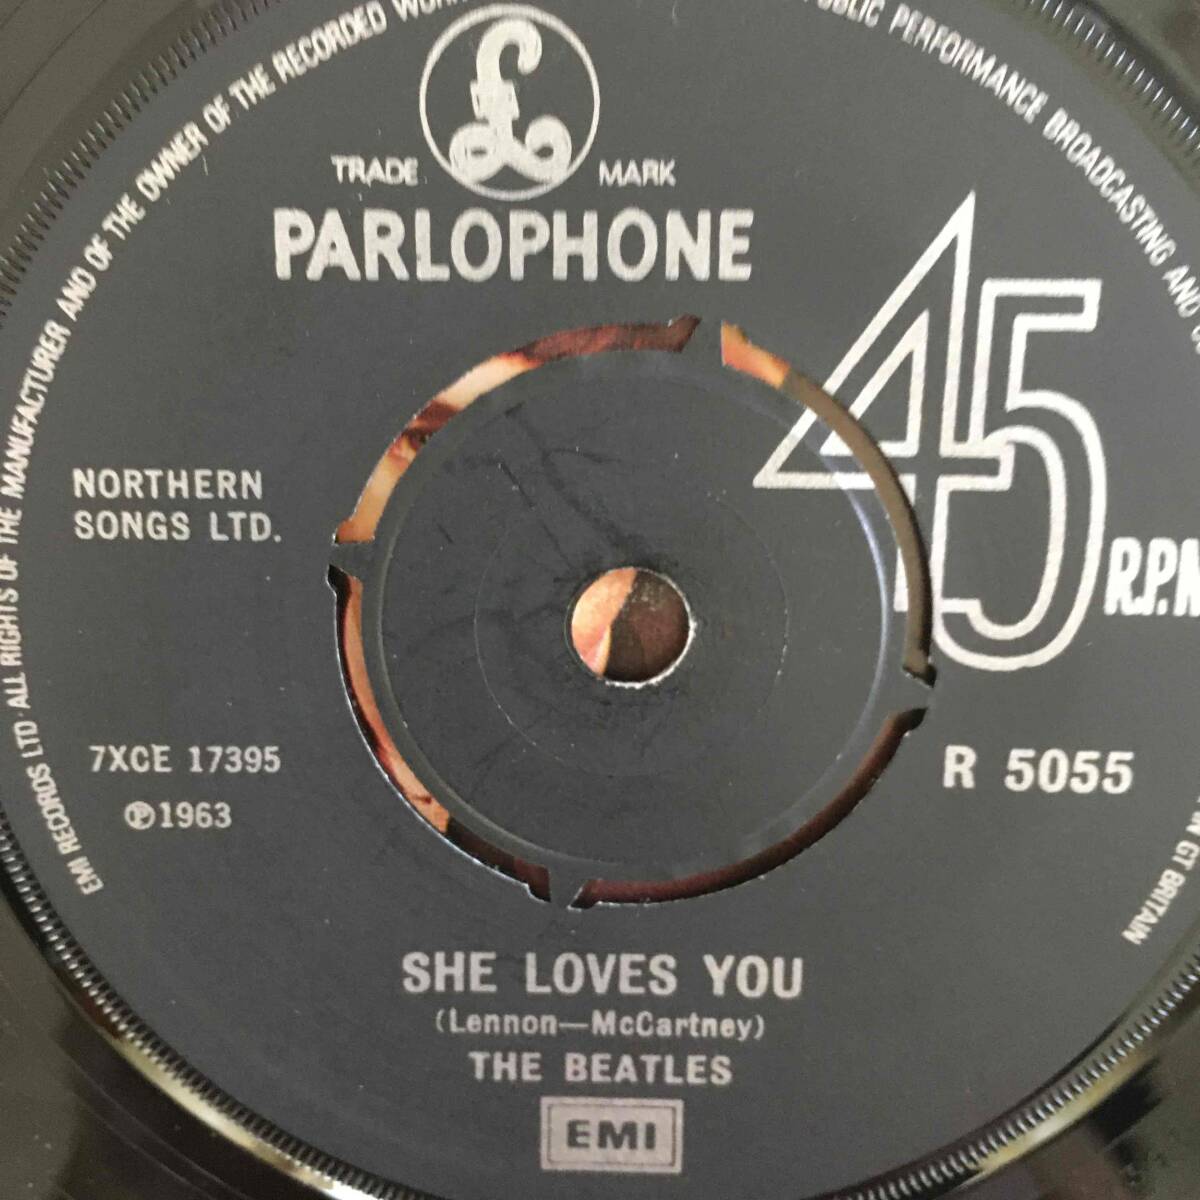 EMI RECORDS LTD · ALL RIGHTS OF THE MANUFACTURER AND OF THE OWNER OF THE RECORDED
PUBLIC PERFORMANCE BROADCASTING AND
GT BRITAIN
£
TRADE MARK
PARLOPHONE
45
R.P.M
NORTHERN
SONGS LTD.
7XCE 17395
Ⓟ1963
R 5055
SHE LOVES YOU
(Lennon—McCartney)
THE BEATLES
EMI